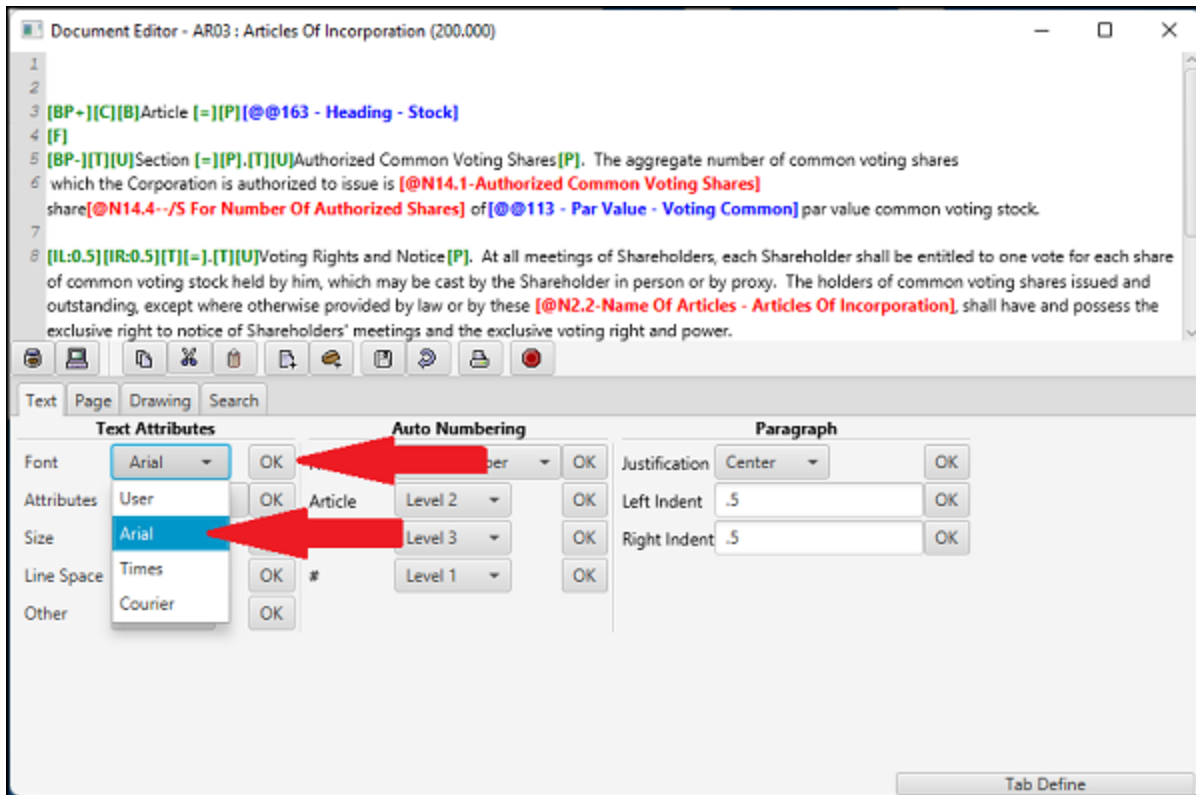 Document Editor - AR03 : Articles Of Incorporation (200.000)
1
2
3 [BP+][C][B]Article [=][P][@@163 - Heading - Stock]
4 [F]
5 [BP-][T][U]Section [=][P].[T][U]Authorized Common Voting Shares[P].  The aggregate number of common voting shares
6 which the Corporation is authorized to issue is [@N14.1-Authorized Common Voting Shares]
share[@N14.4--/S For Number Of Authorized Shares] of[@@113 - Par Value - Voting Common] par value common voting stock.
7
8 [IL:0.5][IR:0.5][T][=].[T][U]Voting Rights and Notice[P].  At all meetings of Shareholders, each Shareholder shall be entitled to one vote for each share
of common voting stock held by him, which may be cast by the Shareholder in person or by proxy.  The holders of common voting shares issued and
outstanding, except where otherwise provided by law or by these [@N2.2-Name Of Articles - Articles Of Incorporation], shall have and possess the
exclusive right to notice of Shareholders' meetings and the exclusive voting right and power.
Text Page Drawing Search
Text Attributes Auto Numbering Paragraph
Font Arial OK OK Justification Center OK
Attributes User OK Article Level 2 OK Left Indent .5 OK
Size Arial Level 3 OK Right Indent .5 OK
Line Space Times OK # Level 1 OK
Other Courier OK
Tab Define